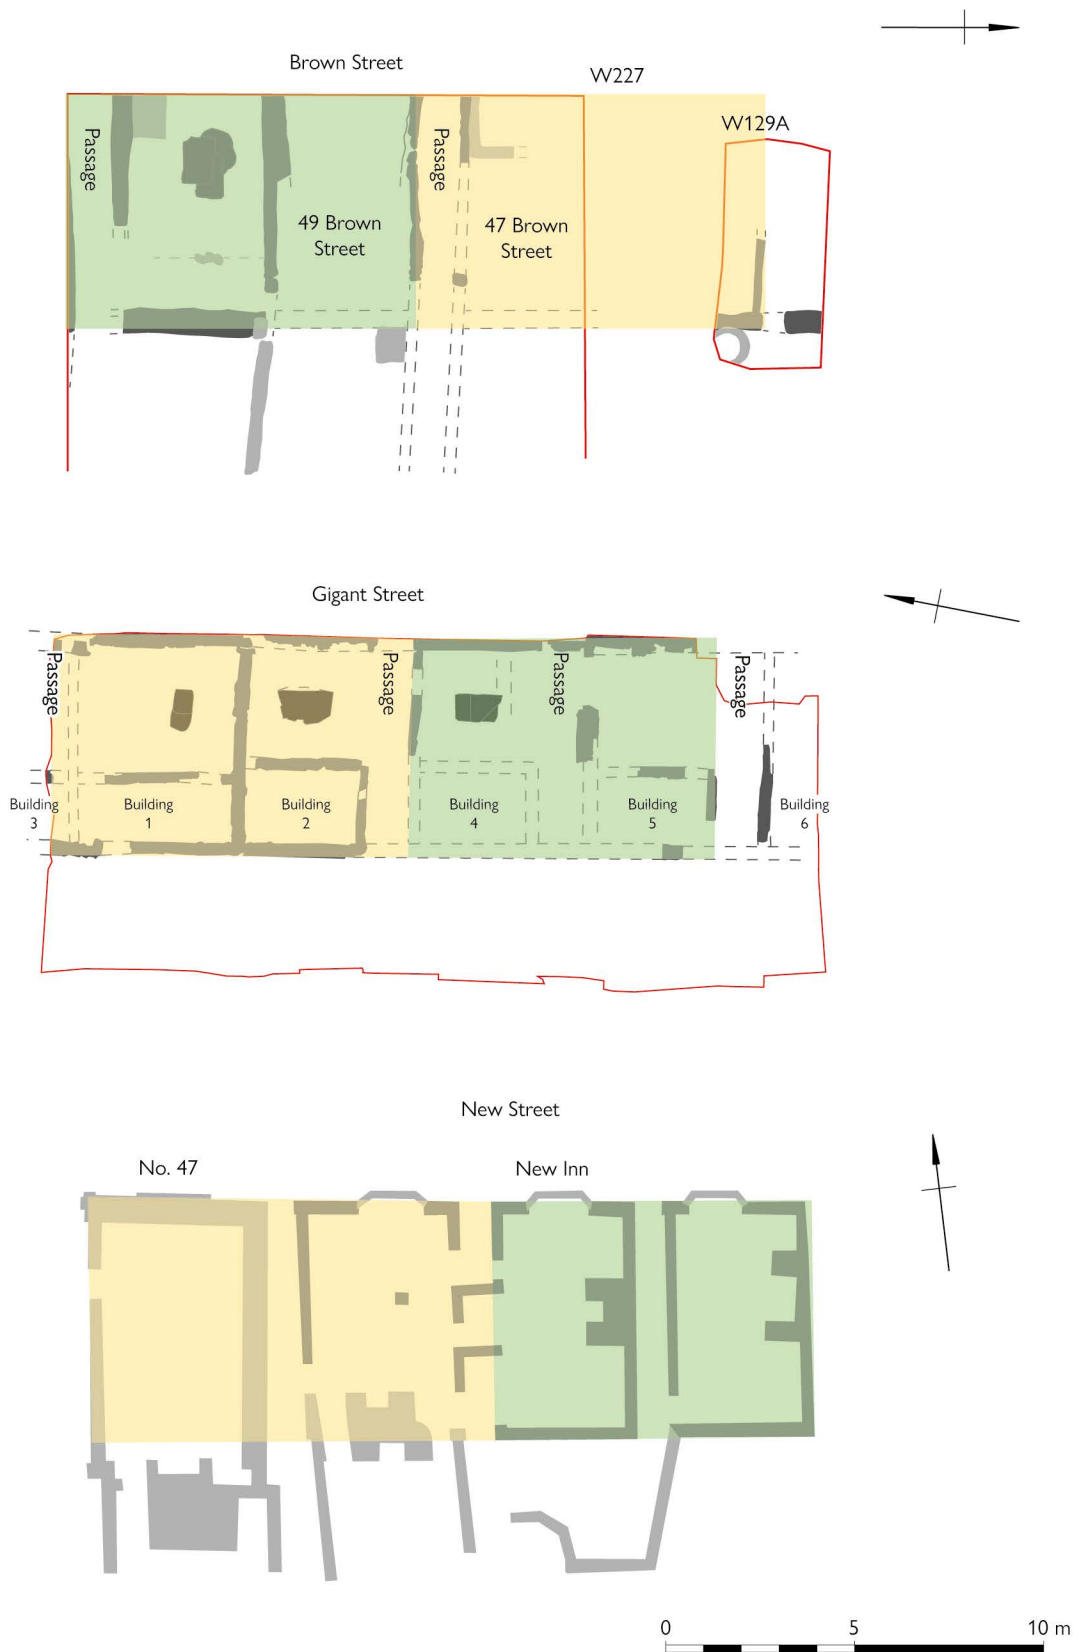 Brown Street
W227
W129A
Passage
Passage
49 Brown
Street
47 Brown
Street
Gigant Street
Passage
Passage
Passage
Passage
Building
3
Building
1
Building
2
Building
4
Building
5
Building
6
New Street
No. 47
New Inn
0
5
10 m